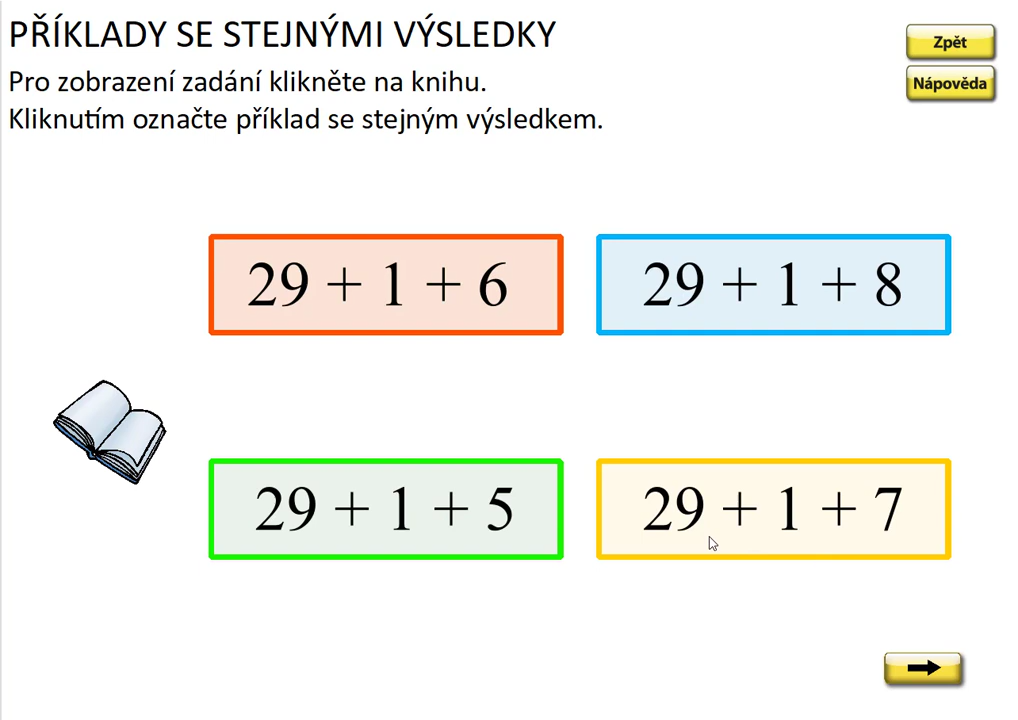 PŘÍKLADY SE STEJNÝMI VÝSLEDKY
Zpět
Pro zobrazení zadání klikněte na knihu.
Nápověda
Kliknutím označte příklad se stejným výsledkem.
29 + 1 + 6
29 + 1 + 8
29 + 1 + 5
29 + 1 + 7